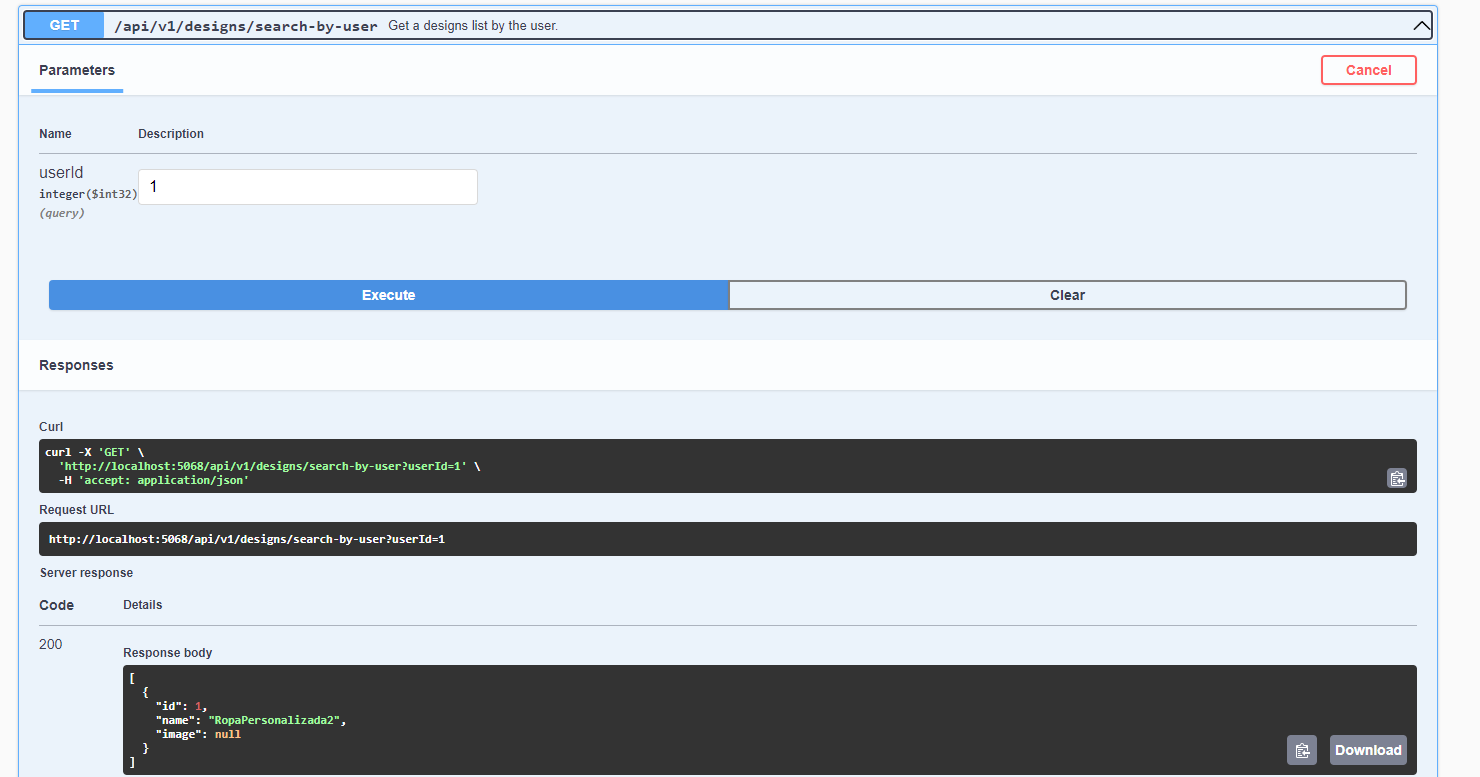 GET /api/v1/designs/search-by-user Get a designs list by the user.
Parameters
Cancel
Name Description
userId
integer($int32)
(query)
1
Execute
Clear
Responses
Curl
curl -X 'GET' \
'http://localhost:5068/api/v1/designs/search-by-user?userId=1' \
-H 'accept: application/json'
Request URL
http://localhost:5068/api/v1/designs/search-by-user?userId=1
Server response
Code Details
200
Response body
[
{
"id": 1,
"name": "RopaPersonalizada2",
"image": null
}
]
Download